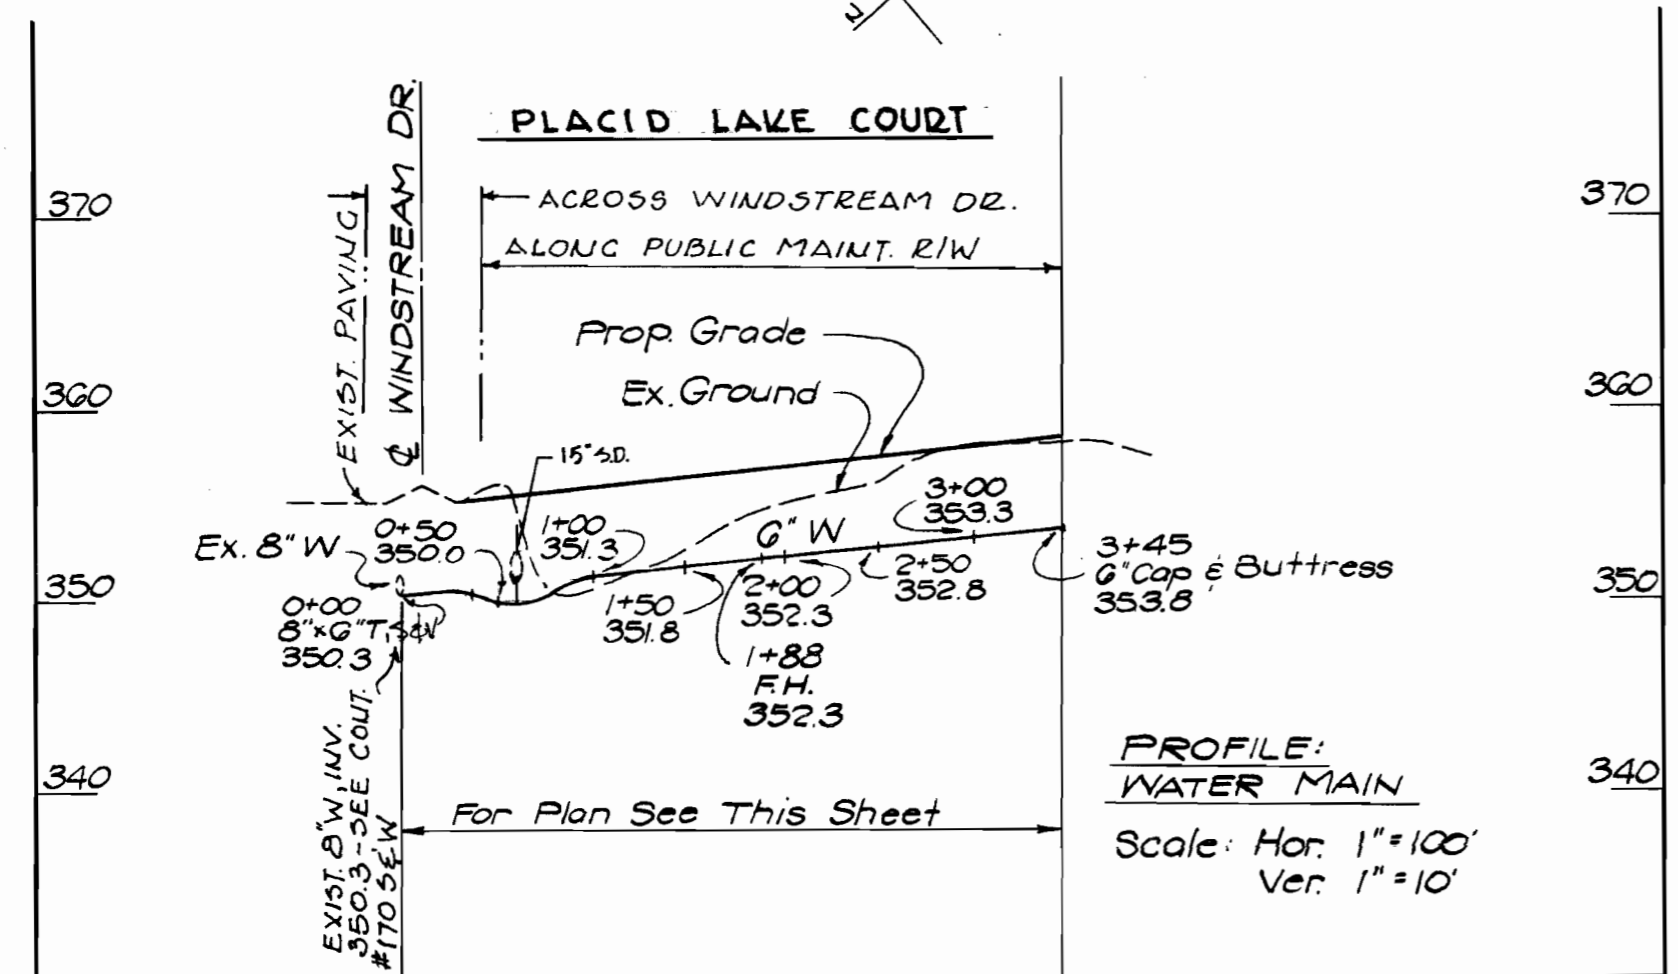 PLACID LAKE COURT
ACROSS WINDSTREAM DR.
ALONG PUBLIC MAINT. R/W
EXIST. PAVING
℄ WINDSTREAM DR.
370
370
360
360
350
350
340
340
Prop. Grade
Ex. Ground
15" S.D.
Ex. 8" W
0+50
350.0
1+00
351.3
6" W
3+00
353.3
0+00
8"x6"T, S&V
350.3
1+50
351.8
2+00
352.3
1+88
F.H.
352.3
2+50
352.8
3+45
6" Cap & Buttress
353.8
EXIST. 8" W, INV.
350.3-SEE CONT.
#170 S&W
For Plan See This Sheet
PROFILE:
WATER MAIN
Scale: Hor. 1"=100'
Ver. 1"=10'